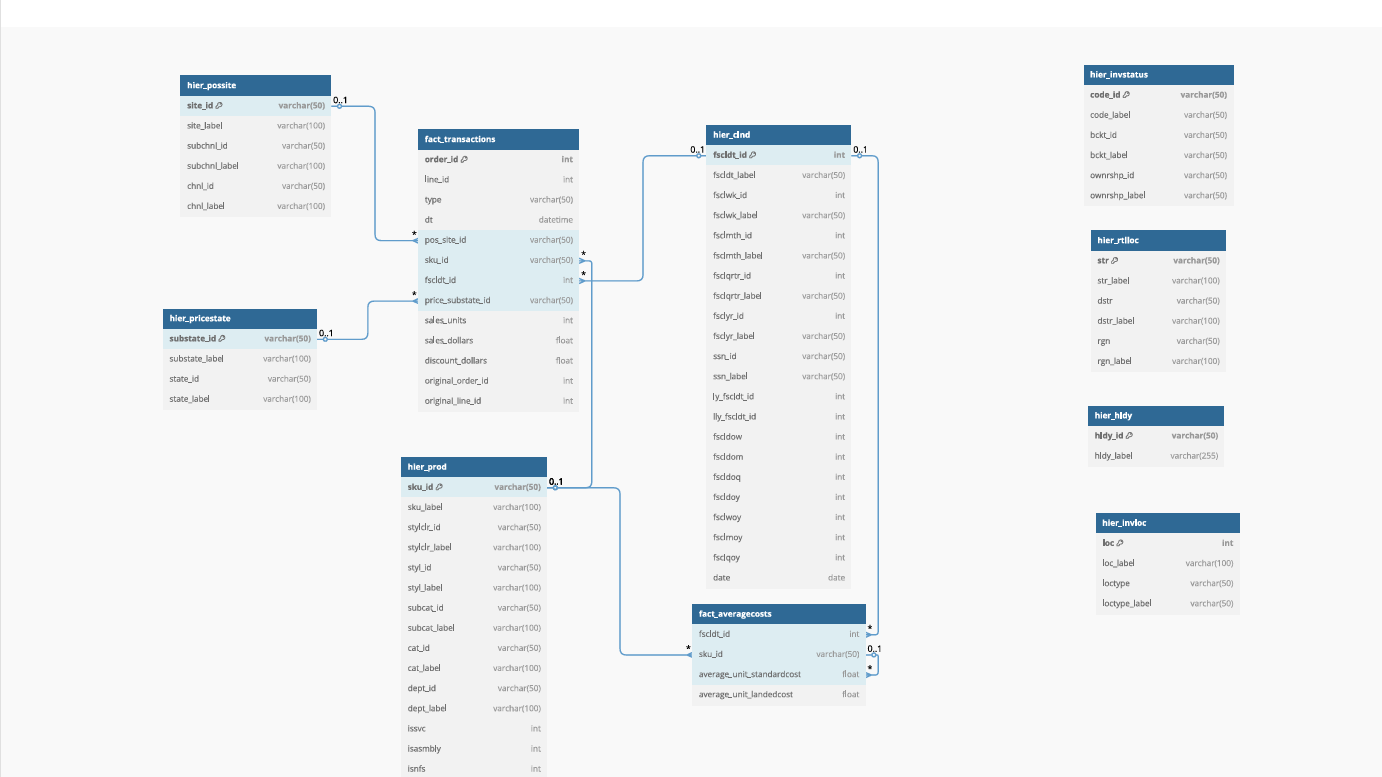 hier_possite
site_id varchar(50)
site_label varchar(100)
subchnl_id varchar(50)
subchnl_label varchar(100)
chnl_id varchar(50)
chnl_label varchar(100)
0..1
*
hier_pricestate
substate_id varchar(50)
substate_label varchar(100)
state_id varchar(50)
state_label varchar(100)
0..1
*
fact_transactions
order_id int
line_id int
type varchar(50)
dt datetime
pos_site_id varchar(50)
sku_id varchar(50)
fscldt_id int
price_substate_id varchar(50)
sales_units int
sales_dollars float
discount_dollars float
original_order_id int
original_line_id int
*
*
hier_prod
sku_id varchar(50)
sku_label varchar(100)
stylclr_id varchar(50)
stylclr_label varchar(100)
styl_id varchar(50)
styl_label varchar(100)
subcat_id varchar(50)
subcat_label varchar(100)
cat_id varchar(50)
cat_label varchar(100)
dept_id varchar(50)
dept_label varchar(100)
issvc int
isasmbly int
isnfs int
0..1
*
hier_clnd
0..1
0..1
fscldt_id int
fscldt_label varchar(50)
fsclwk_id int
fsclwk_label varchar(50)
fsclmth_id int
fsclmth_label varchar(50)
fsclqrtr_id int
fsclqrtr_label varchar(50)
fsclyr_id int
fsclyr_label varchar(50)
ssn_id varchar(50)
ssn_label varchar(50)
ly_fscldt_id int
lly_fscldt_id int
fscldow int
fscldom int
fscldoq int
fscldoy int
fsclwoy int
fsclmoy int
fsclqoy int
date date
fact_averagecosts
fscldt_id int
*
sku_id varchar(50)
0..1
average_unit_standardcost float
*
average_unit_landedcost float
hier_invstatus
code_id varchar(50)
code_label varchar(50)
bckt_id varchar(50)
bckt_label varchar(50)
ownrshp_id varchar(50)
ownrshp_label varchar(50)
hier_rtlloc
str varchar(50)
str_label varchar(100)
dstr varchar(50)
dstr_label varchar(100)
rgn varchar(50)
rgn_label varchar(100)
hier_hldy
hldy_id varchar(50)
hldy_label varchar(255)
hier_invloc
loc int
loc_label varchar(100)
loctype varchar(50)
loctype_label varchar(50)